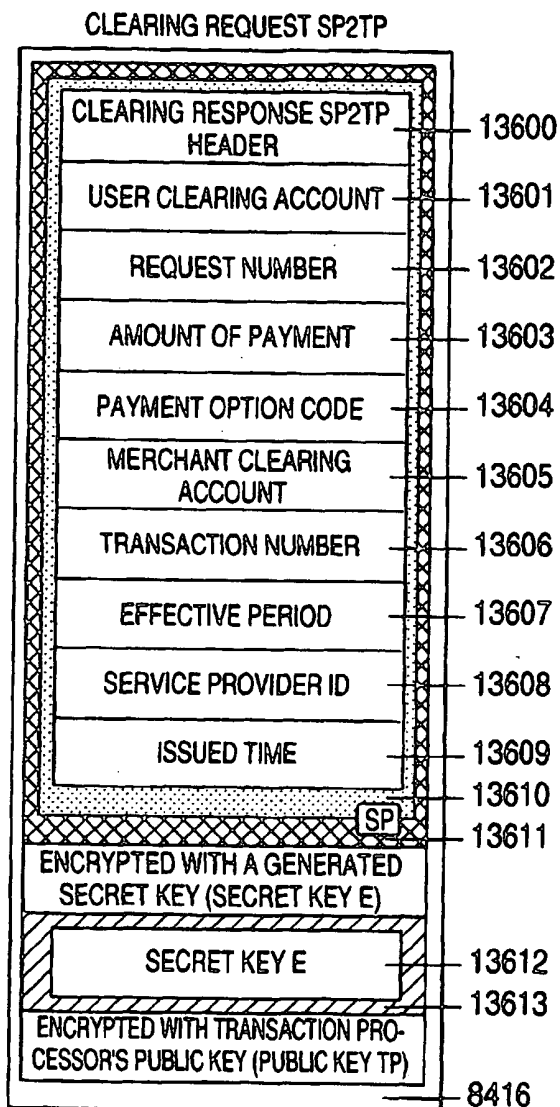 CLEARING REQUEST SP2TP
CLEARING RESPONSE SP2TP
HEADER
13600
USER CLEARING ACCOUNT
13601
REQUEST NUMBER
13602
AMOUNT OF PAYMENT
13603
PAYMENT OPTION CODE
13604
MERCHANT CLEARING
ACCOUNT
13605
TRANSACTION NUMBER
13606
EFFECTIVE PERIOD
13607
SERVICE PROVIDER ID
13608
ISSUED TIME
13609
13610
SP
13611
ENCRYPTED WITH A GENERATED
SECRET KEY (SECRET KEY E)
SECRET KEY E
13612
13613
ENCRYPTED WITH TRANSACTION PRO-
CESSOR'S PUBLIC KEY (PUBLIC KEY TP)
8416